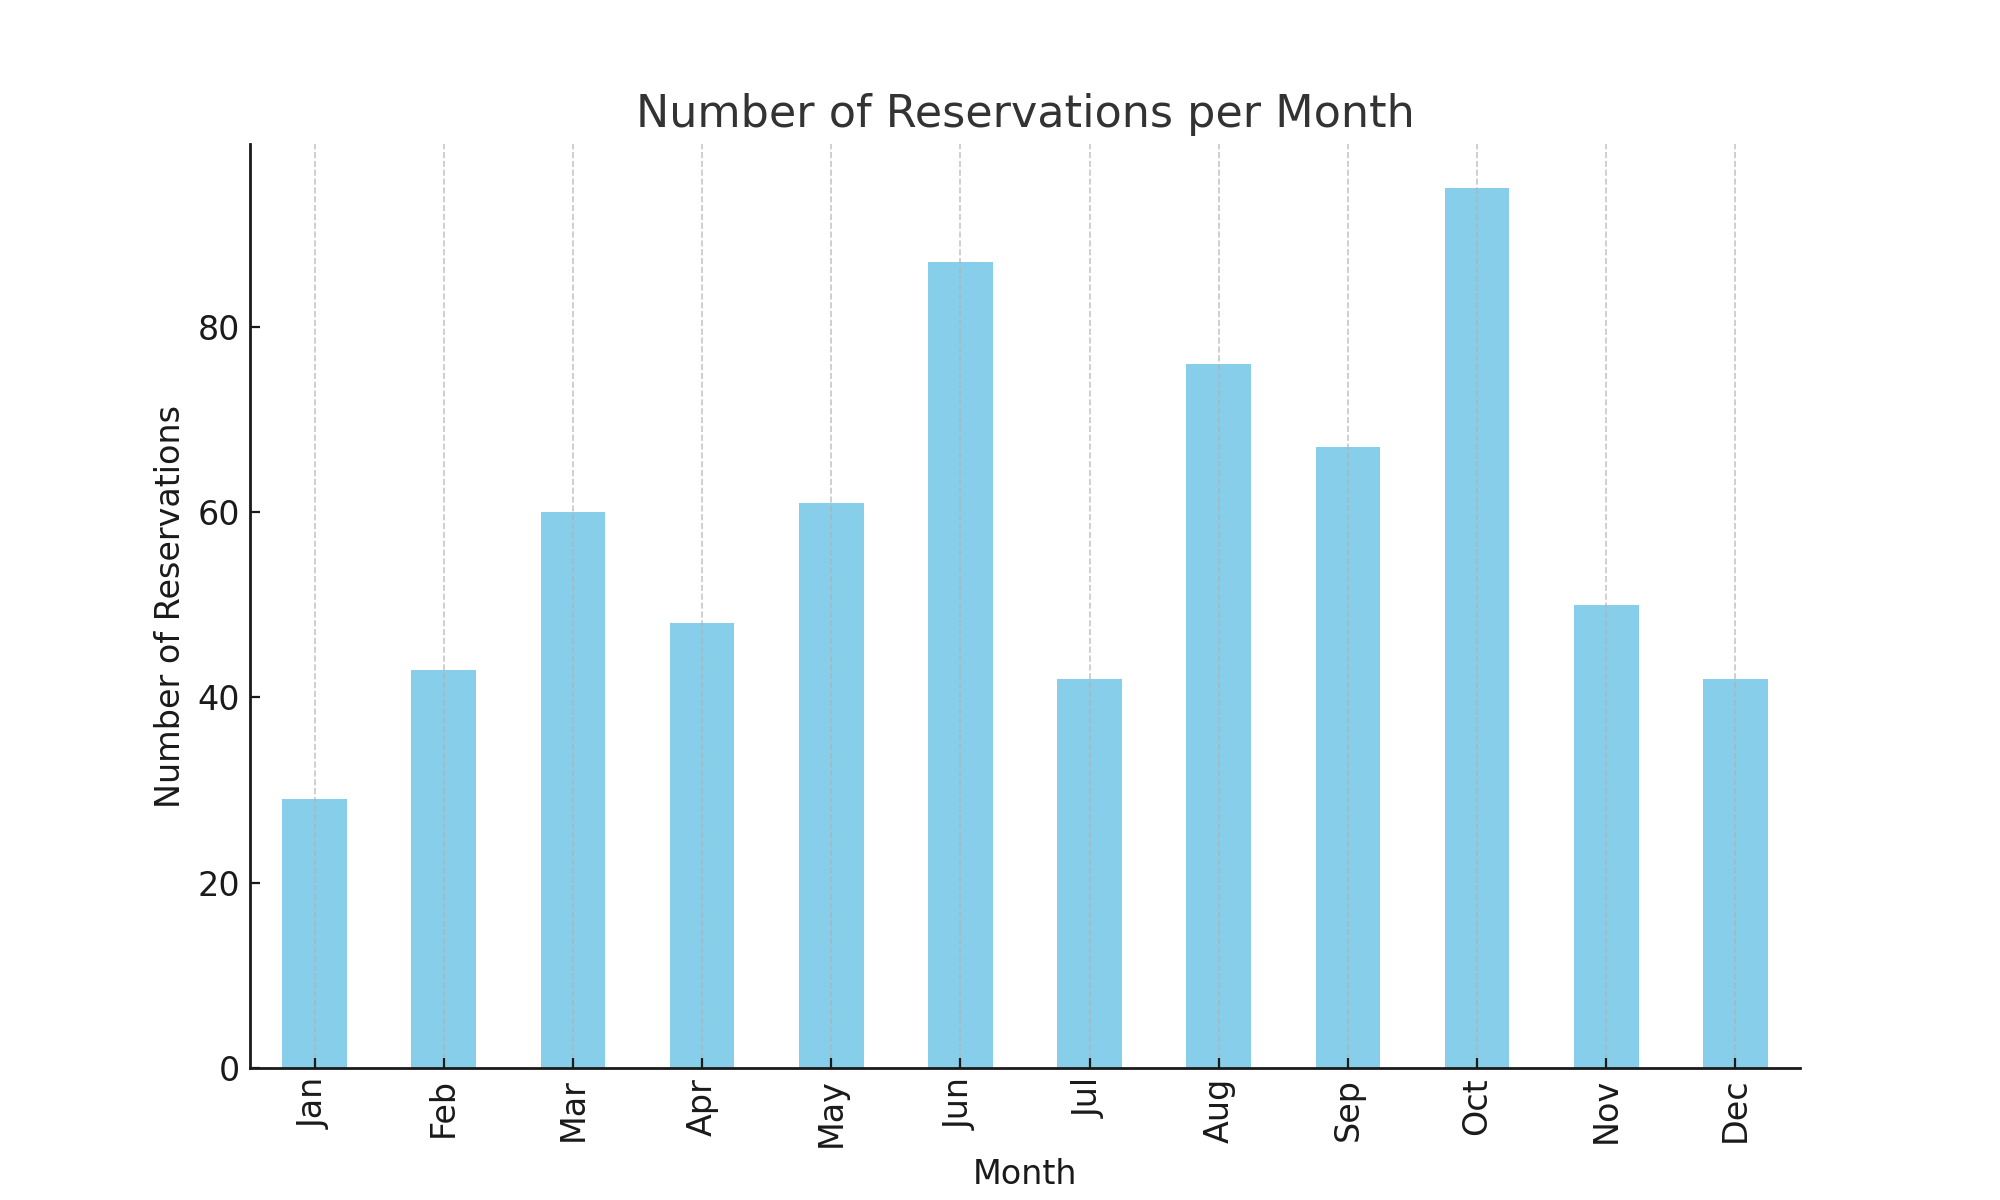 Number of Reservations per Month
Number of Reservations
80
60
40
20
0
Jan
Feb
Mar
Apr
May
Jun
Jul
Aug
Sep
Oct
Nov
Dec
Month